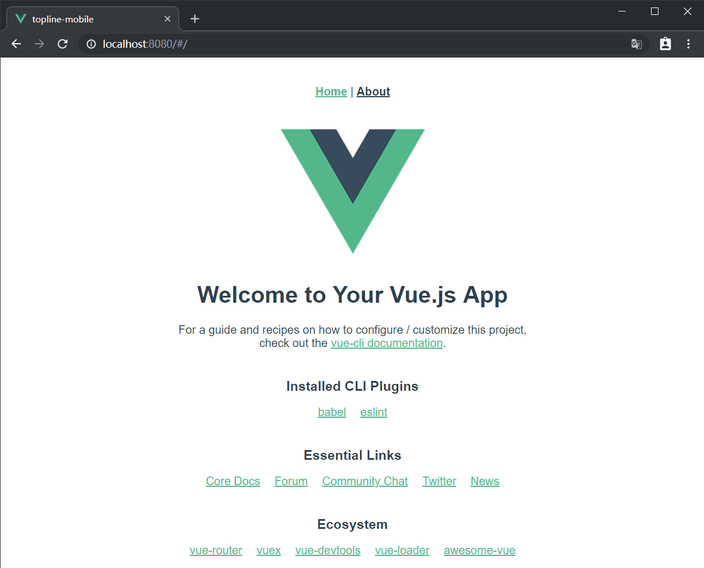 topline-mobile
localhost:8080/#/
Home | About
Welcome to Your Vue.js App
For a guide and recipes on how to configure / customize this project,
check out the vue-cli documentation.
Installed CLI Plugins
babel eslint
Essential Links
Core Docs Forum Community Chat Twitter News
Ecosystem
vue-router vuex vue-devtools vue-loader awesome-vue